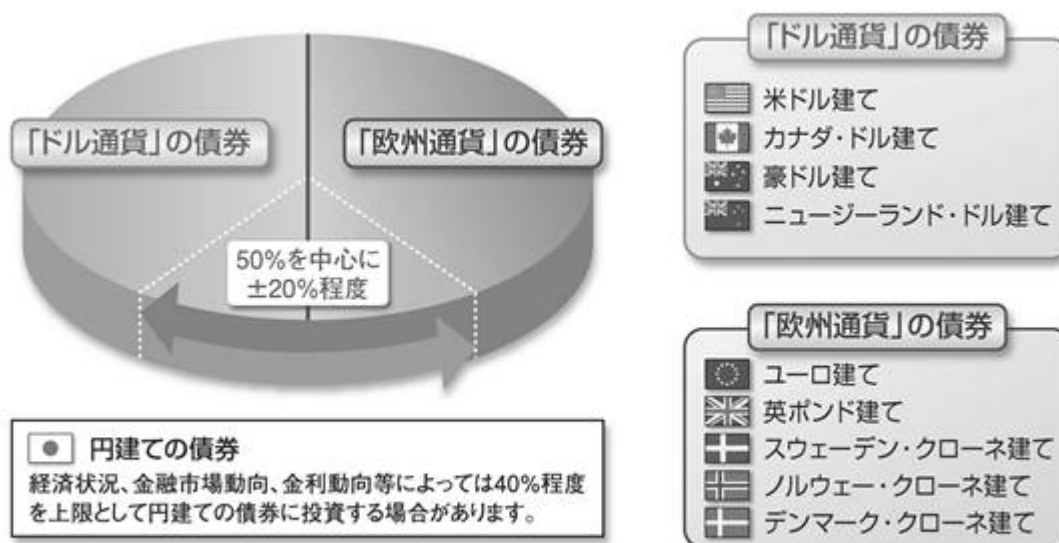 「ドル通貨」の債券
「欧州通貨」の債券
50%を中心に
±20%程度
円建ての債券
経済状況、金融市場動向、金利動向等によっては40%程度
を上限として円建ての債券に投資する場合があります。
「ドル通貨」の債券
米ドル建て
カナダ・ドル建て
豪ドル建て
ニュージーランド・ドル建て
「欧州通貨」の債券
ユーロ建て
英ポンド建て
スウェーデン・クローネ建て
ノルウェー・クローネ建て
デンマーク・クローネ建て